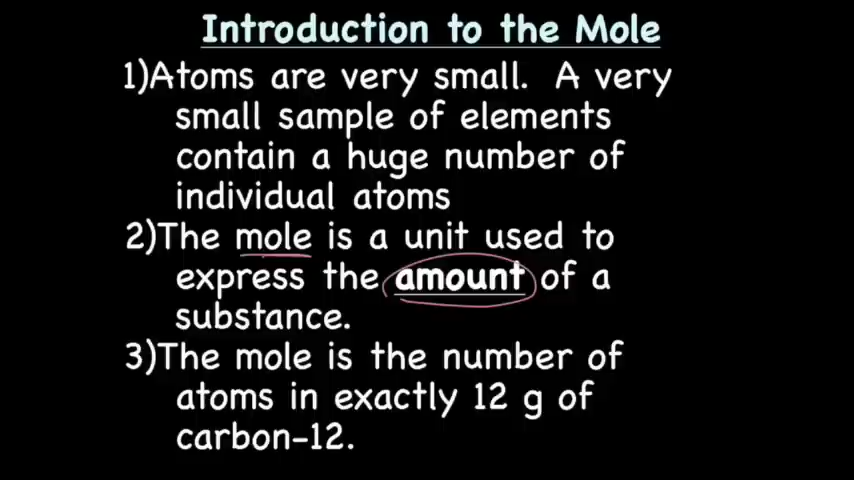 Introduction to the Mole
1)Atoms are very small. A very
small sample of elements
contain a huge number of
individual atoms
2)The mole is a unit used to
express the amount of a
substance.
3)The mole is the number of
atoms in exactly 12 g of
carbon-12.